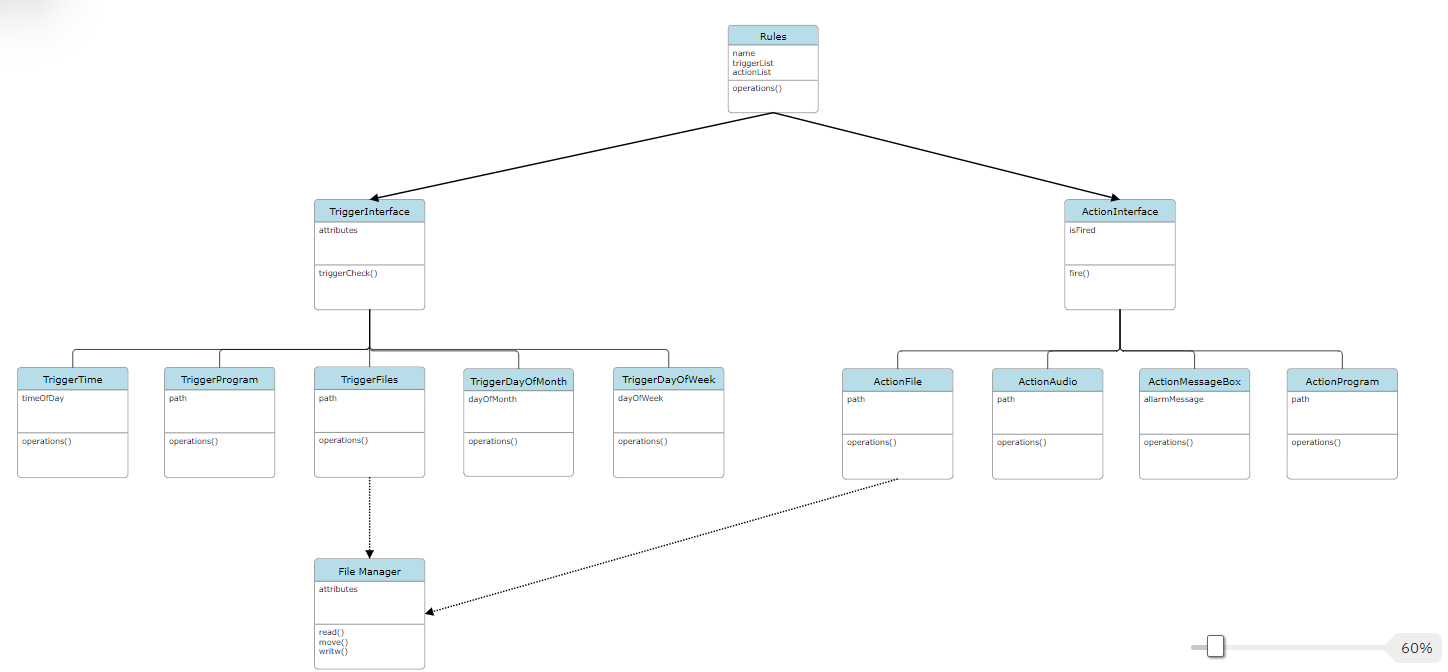 Rules
name
triggerList
actionList
operations()
TriggerInterface
attributes
triggerCheck()
ActionInterface
isFired
fire()
TriggerTime
timeOfDay
operations()
TriggerProgram
path
operations()
TriggerFiles
path
operations()
TriggerDayOfMonth
dayOfMonth
operations()
TriggerDayOfWeek
dayOfWeek
operations()
ActionFile
path
operations()
ActionAudio
path
operations()
ActionMessageBox
allarmMessage
operations()
ActionProgram
path
operations()
File Manager
attributes
read()
move()
writw()
60%